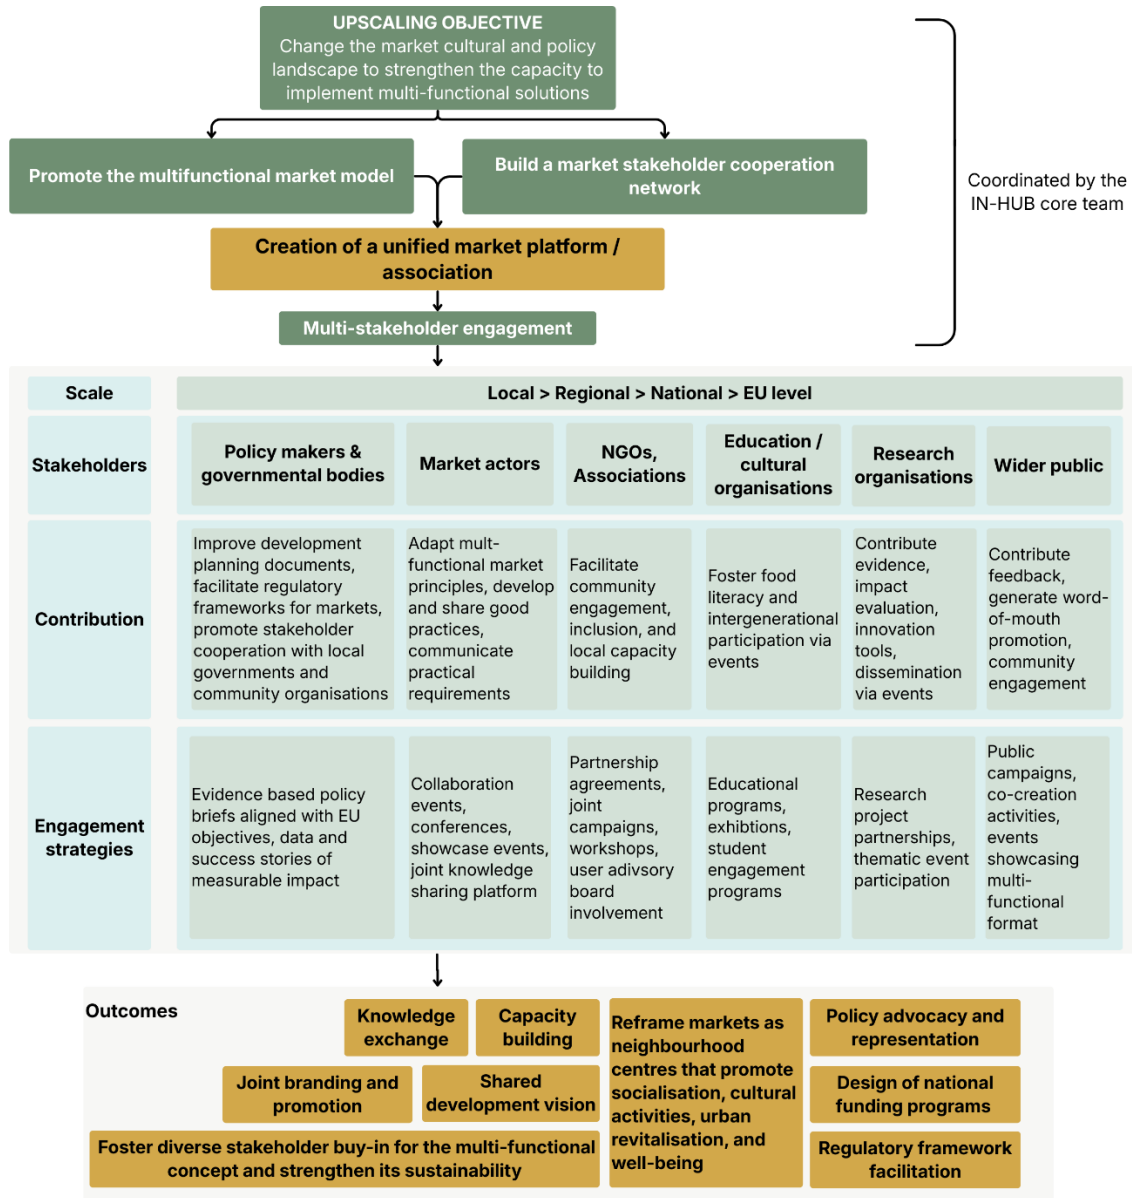 UPSCALING OBJECTIVE
Change the market cultural and policy
landscape to strengthen the capacity to
implement multi-functional solutions
Promote the multifunctional market model
Build a market stakeholder cooperation
network
Coordinated by the
IN-HUB core team
Creation of a unified market platform /
association
Multi-stakeholder engagement
Scale
Local > Regional > National > EU level
Stakeholders
Policy makers &
governmental bodies
Market actors
NGOs,
Associations
Education /
cultural
organisations
Research
organisations
Wider public
Contribution
Improve development
planning documents,
facilitate regulatory
frameworks for markets,
promote stakeholder
cooperation with local
governments and
community organisations
Adapt mult-
functional market
principles, develop
and share good
practices,
communicate
practical
requirements
Facilitate
community
engagement,
inclusion, and
local capacity
building
Foster food
literacy and
intergenerational
participation via
events
Contribute
evidence,
impact
evaluation,
innovation
tools,
dissemination
via events
Contribute
feedback,
generate word-
of-mouth
promotion,
community
engagement
Engagement
strategies
Evidence based policy
briefs aligned with EU
objectives, data and
success stories of
measurable impact
Collaboration
events,
conferences,
showcase events,
joint knowledge
sharing platform
Partnership
agreements,
joint
campaigns,
workshops,
user adivsory
board
involvement
Educational
programs,
exhibtions,
student
engagement
programs
Research
project
partnerships,
thematic event
participation
Public
campaigns,
co-creation
activities,
events
showcasing
multi-
functional
format
Outcomes
Knowledge
exchange
Capacity
building
Joint branding and
promotion
Shared
development vision
Foster diverse stakeholder buy-in for the multi-functional
concept and strengthen its sustainability
Reframe markets as
neighbourhood
centres that promote
socialisation, cultural
activities, urban
revitalisation, and
well-being
Policy advocacy and
representation
Design of national
funding programs
Regulatory framework
facilitation